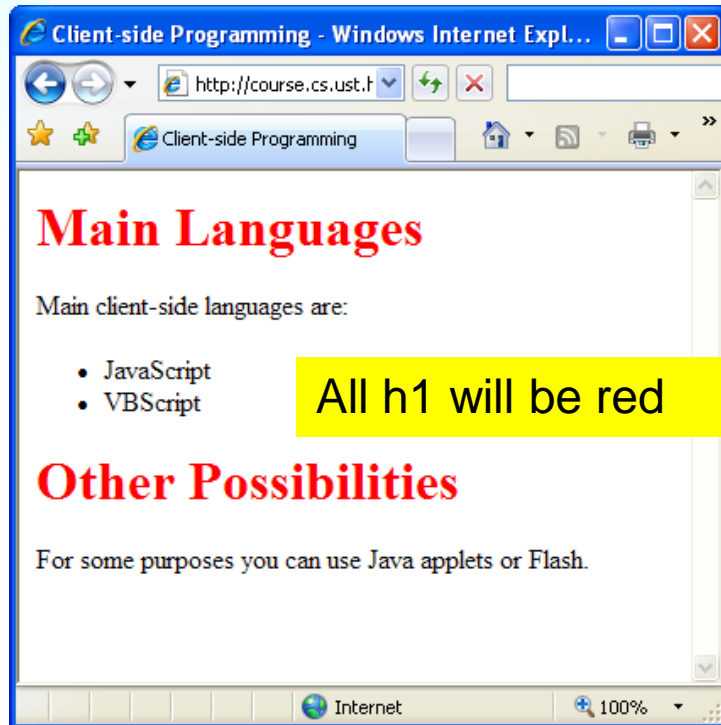 Client-side Programming - Windows Internet Expl...
http://course.cs.ust.h
Client-side Programming
»
Main Languages
Main client-side languages are:
• JavaScript
• VBScript
All h1 will be red
Other Possibilities
For some purposes you can use Java applets or Flash.
Internet
100%